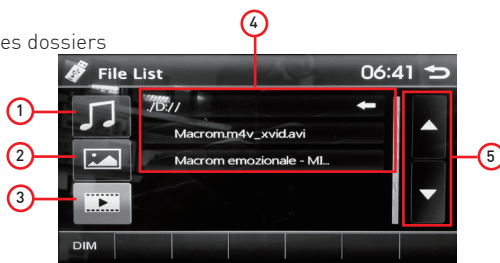 4
es dossiers
File List
06:41
1
./D://
Macrom.m4v_xvid.avi
2
Macrom emozionale - MI...
5
3
DIM